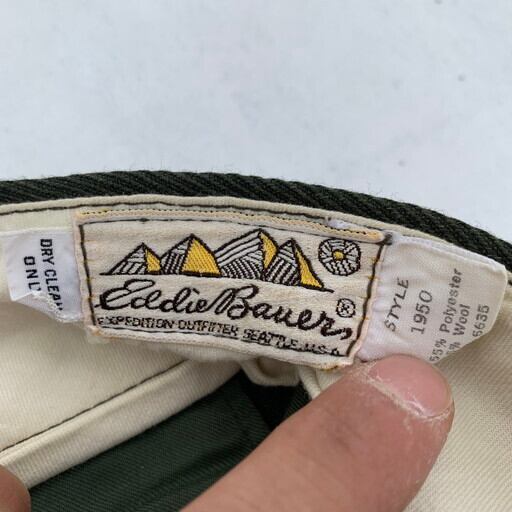 DRY CLEAN
ONLY
Eddie Bauer
®
EXPEDITION OUTFITTER SEATTLE, U.S.A.
STYLE
1950
55% Polyester
% Wool
5635